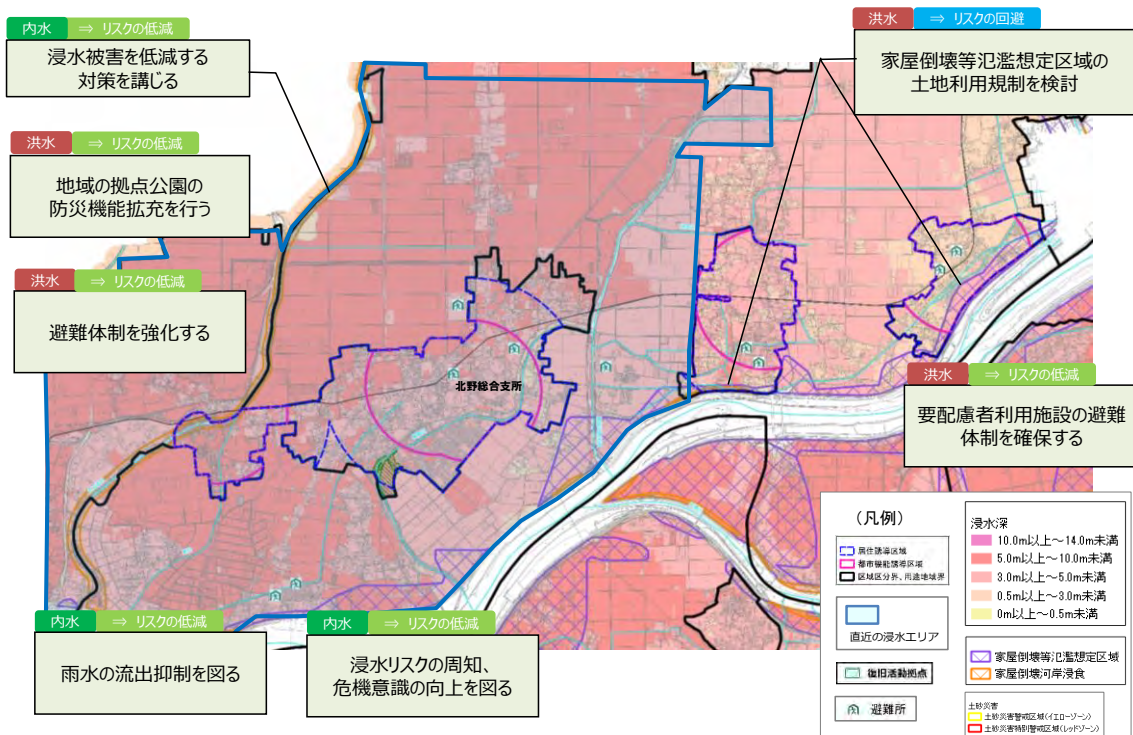 内水 ⇒ リスクの低減
浸水被害を低減する
対策を講じる
洪水 ⇒ リスクの回避
家屋倒壊等氾濫想定区域の
土地利用規制を検討
洪水 ⇒ リスクの低減
地域の拠点公園の
防災機能拡充を行う
洪水 ⇒ リスクの低減
避難体制を強化する
北野総合支所
洪水 ⇒ リスクの低減
要配慮者利用施設の避難
体制を確保する
内水 ⇒ リスクの低減
雨水の流出抑制を図る
内水 ⇒ リスクの低減
浸水リスクの周知、
危機意識の向上を図る
(凡例)
居住誘導区域
都市機能誘導区域
区域区分界、用途地域界
直近の浸水エリア
復旧活動拠点
避難所
浸水深
10.0m以上~14.0m未満
5.0m以上~10.0m未満
3.0m以上~5.0m未満
0.5m以上~3.0m未満
0m以上~0.5m未満
家屋倒壊等氾濫想定区域
家屋倒壊河岸浸食
土砂災害
土砂災害警戒区域(イエローゾーン)
土砂災害特別警戒区域(レッドゾーン)